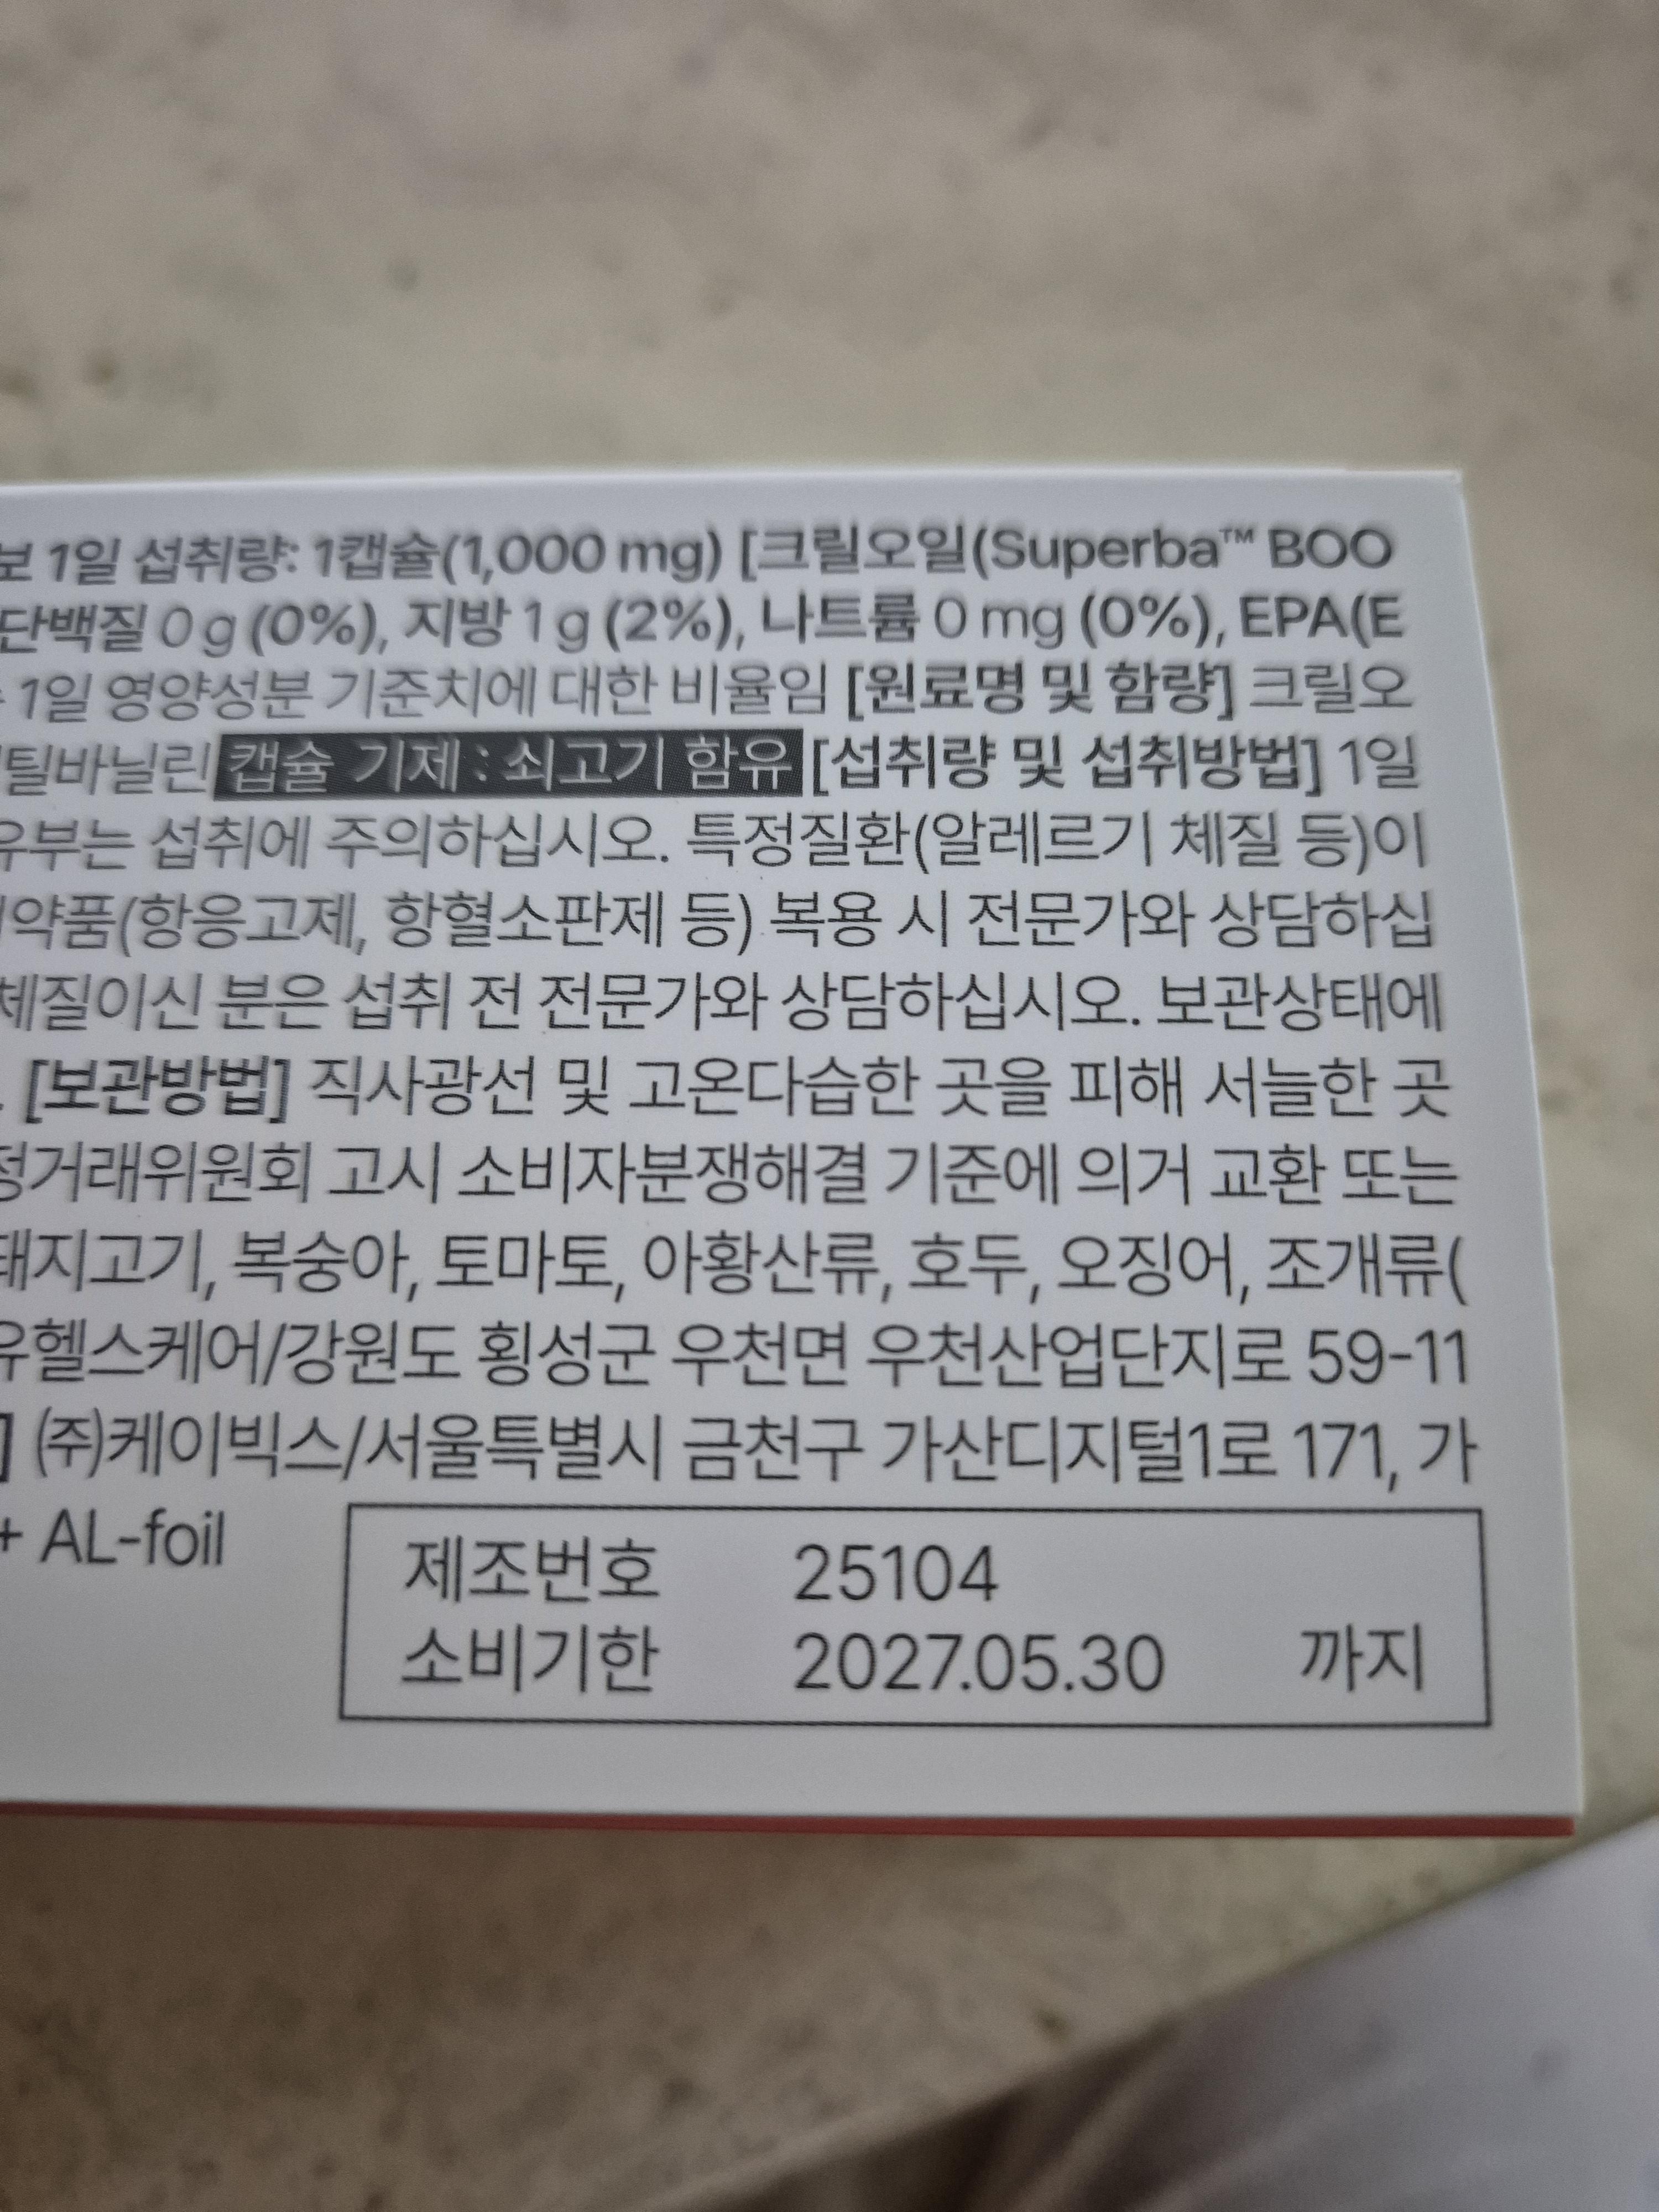 1일 섭취량: 1캡슐(1,000 mg) [크릴오일(Superba™ BOO
단백질 0 g (0%), 지방 1 g (2%), 나트륨 0 mg (0%), EPA(E
1일 영양성분 기준치에 대한 비율임 [원료명 및 함량] 크릴오
틸바닐린 캡슐 기제 : 쇠고기 함유 [섭취량 및 섭취방법] 1일
유부는 섭취에 주의하십시오. 특정질환(알레르기 체질 등)이
약품(항응고제, 항혈소판제 등) 복용 시 전문가와 상담하십
체질이신 분은 섭취 전 전문가와 상담하십시오. 보관상태에
. [보관방법] 직사광선 및 고온다습한 곳을 피해 서늘한 곳
정거래위원회 고시 소비자분쟁해결 기준에 의거 교환 또는
돼지고기, 복숭아, 토마토, 아황산류, 호두, 오징어, 조개류(
유헬스케어/강원도 횡성군 우천면 우천산업단지로 59-11
] ㈜케이빅스/서울특별시 금천구 가산디지털1로 171, 가
+ AL-foil
제조번호 25104
소비기한 2027.05.30 까지